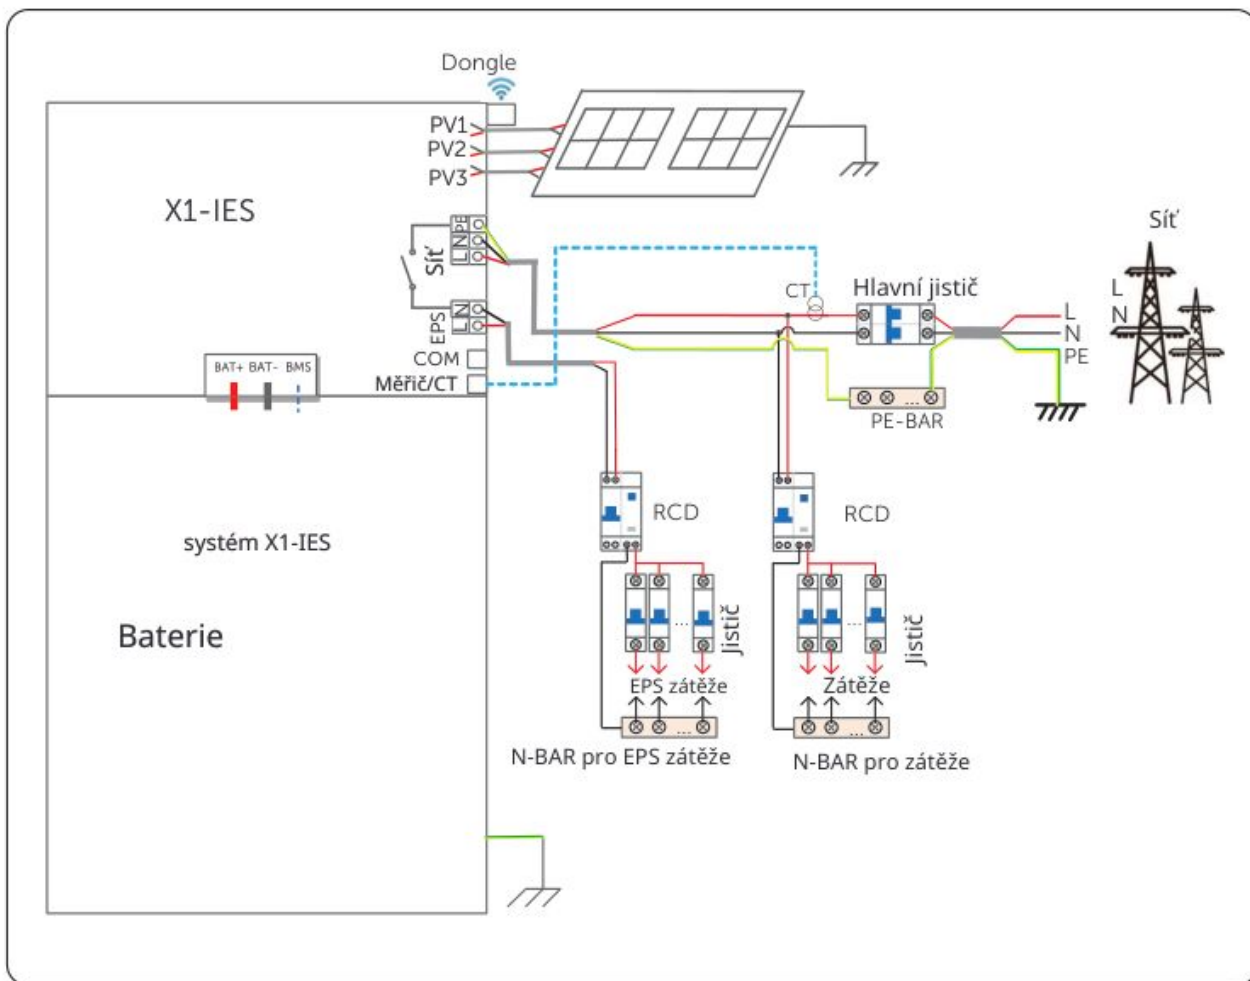 Dongle
PV1
PV2
PV3
X1-IES
Síť
PE
N
L
Síť
N
L
EPS
COM
Měřič/CT
BAT+ BAT- BMS
CT
Hlavní jistič
L
N
L
N
PE
PE-BAR
systém X1-IES
RCD
RCD
Baterie
...
Jistič
...
Jistič
EPS zátěže
Zátěže
...
...
N-BAR pro EPS zátěže
N-BAR pro zátěže